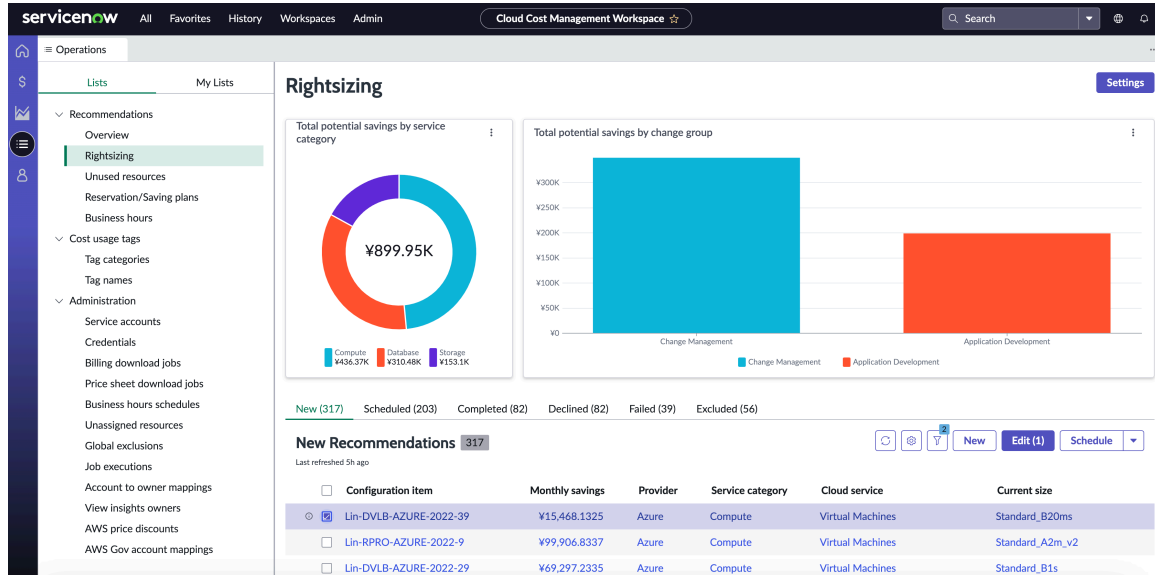 servicenow All Favorites History Workspaces Admin Cloud Cost Management Workspace ☆ Search
Operations
Lists My Lists
Recommendations
Overview
Rightsizing
Unused resources
Reservation/Saving plans
Business hours
Cost usage tags
Tag categories
Tag names
Administration
Service accounts
Credentials
Billing download jobs
Price sheet download jobs
Business hours schedules
Unassigned resources
Global exclusions
Job executions
Account to owner mappings
View insights owners
AWS price discounts
AWS Gov account mappings
Rightsizing Settings
Total potential savings by service
category
¥899.95K
Compute Database Storage
¥436.37K ¥310.48K ¥153.1K
Total potential savings by change group
¥300K
¥250K
¥200K
¥150K
¥100K
¥50K
¥0
Change Management Application Development
Change Management Application Development
New (317) Scheduled (203) Completed (82) Declined (82) Failed (39) Excluded (56)
New Recommendations 317 2 New Edit (1) Schedule
Last refreshed 5h ago
Configuration item Monthly savings Provider Service category Cloud service Current size
Lin-DVLB-AZURE-2022-39 ¥15,468.1325 Azure Compute Virtual Machines Standard_B20ms
Lin-RPRO-AZURE-2022-9 ¥99,906.8337 Azure Compute Virtual Machines Standard_A2m_v2
Lin-DVLB-AZURE-2022-29 ¥69,297.2335 Azure Compute Virtual Machines Standard_B1s